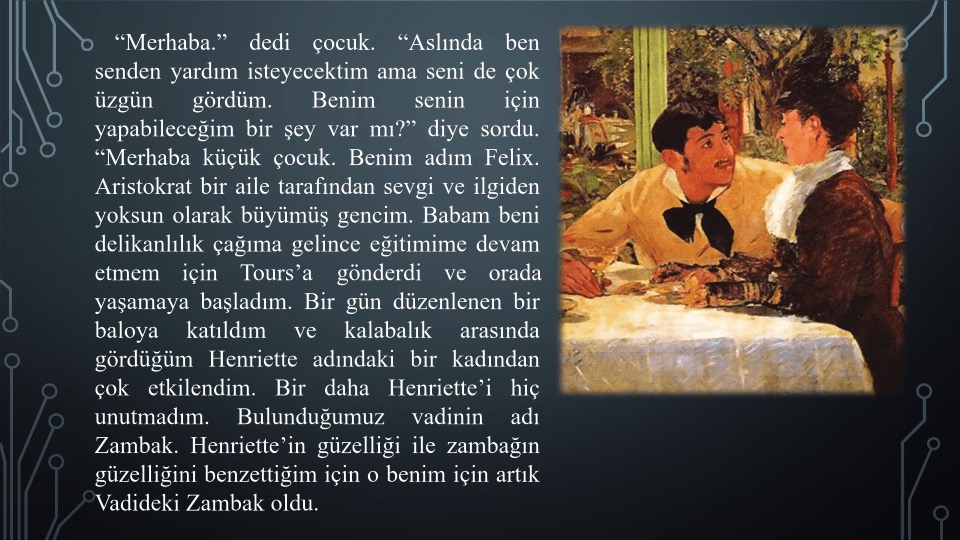 “Merhaba.” dedi çocuk. “Aslında ben
senden yardım isteyecektim ama seni de çok
üzgün gördüm. Benim senin için
yapabileceğim bir şey var mı?” diye sordu.
“Merhaba küçük çocuk. Benim adım Felix.
Aristokrat bir aile tarafından sevgi ve ilgiden
yoksun olarak büyümüş gencim. Babam beni
delikanlılık çağıma gelince eğitimime devam
etmem için Tours’a gönderdi ve orada
yaşamaya başladım. Bir gün düzenlenen bir
baloya katıldım ve kalabalık arasında
gördüğüm Henriette adındaki bir kadından
çok etkilendim. Bir daha Henriette’i hiç
unutmadım. Bulunduğumuz vadinin adı
Zambak. Henriette’in güzelliği ile zambağın
güzelliğini benzettiğim için o benim için artık
Vadideki Zambak oldu.